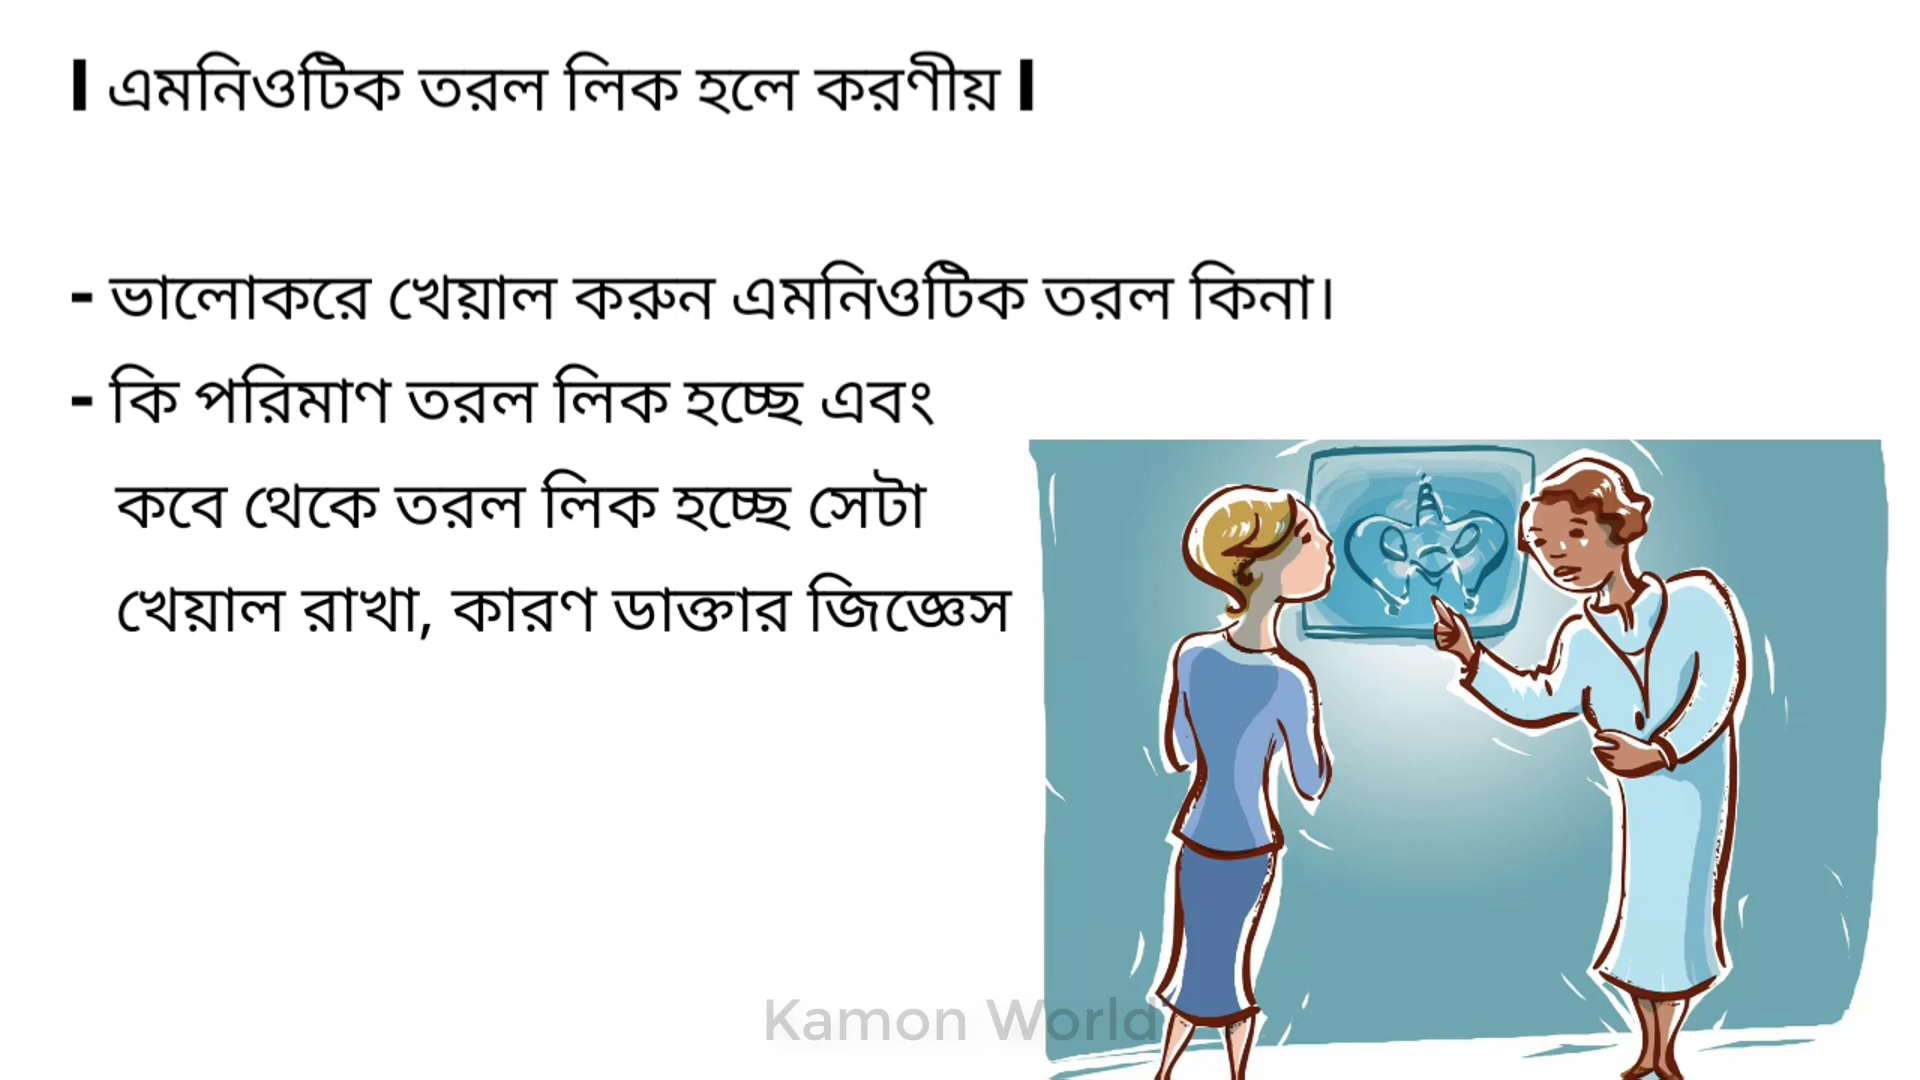 | এমনিওটিক তরল লিক হলে করণীয় |
- ভালোকরে খেয়াল করুন এমনিওটিক তরল কিনা।
- কি পরিমাণ তরল লিক হচ্ছে এবং
কবে থেকে তরল লিক হচ্ছে সেটা
খেয়াল রাখা, কারণ ডাক্তার জিজ্ঞেস
Kamon World